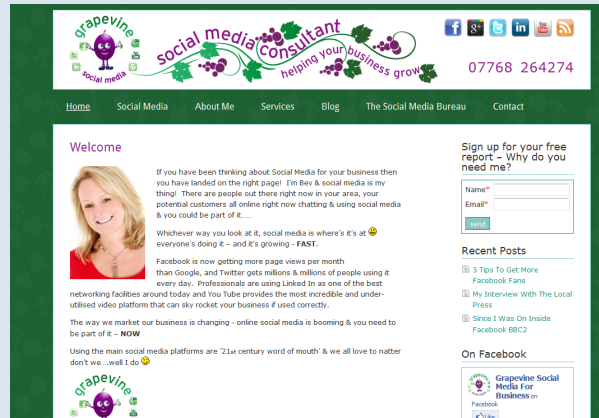 grapevine
social media
social media consultant
helping your business grow
07768 264274
Home Social Media About Me Services Blog The Social Media Bureau Contact
Welcome
If you have been thinking about Social Media for your business then
you have landed on the right page! I'm Bev & social media is my
thing! There are people out there right now in your area, your
potential customers all online right now chatting & using social media
& you could be part of it.....
Whichever way you look at it, social media is where's it's at
everyone's doing it – and it's growing - FAST.
Facebook is now getting more page views per month
than Google, and Twitter gets millions & millions of people using it
every day. Professionals are using Linked In as one of the best
networking facilities around today and You Tube provides the most incredible and under-
utilised video platform that can sky rocket your business if used correctly.
The way we market our business is changing - online social media is booming & you need to
be part of it – NOW
Using the main social media platforms are '21st century word of mouth' & we all love to natter
don't we....well I do
grapevine
Sign up for your free
report – Why do you
need me?
Name*
Email*
send
Recent Posts
5 Tips To Get More
Facebook Fans
My Interview With The Local
Press
Since I Was On Inside
Facebook BBC2
On Facebook
Grapevine Social
Media For
Business on
Facebook
Like